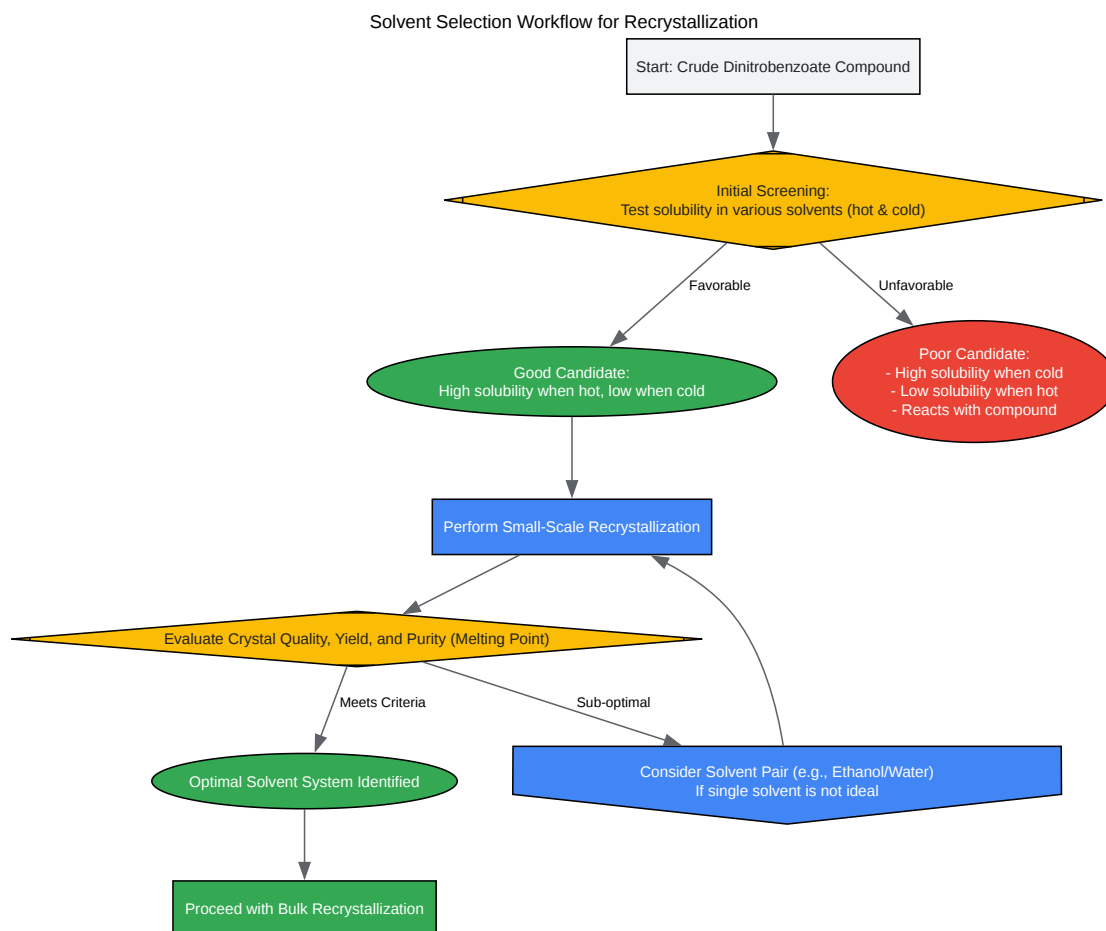 Solvent Selection Workflow for Recrystallization
Start: Crude Dinitrobenzoate Compound
Initial Screening:
Test solubility in various solvents (hot & cold)
Favorable
Unfavorable
Good Candidate:
High solubility when hot, low when cold
Poor Candidate:
- High solubility when cold
- Low solubility when hot
- Reacts with compound
Perform Small-Scale Recrystallization
Evaluate Crystal Quality, Yield, and Purity (Melting Point)
Meets Criteria
Sub-optimal
Optimal Solvent System Identified
Consider Solvent Pair (e.g., Ethanol/Water)
If single solvent is not ideal
Proceed with Bulk Recrystallization